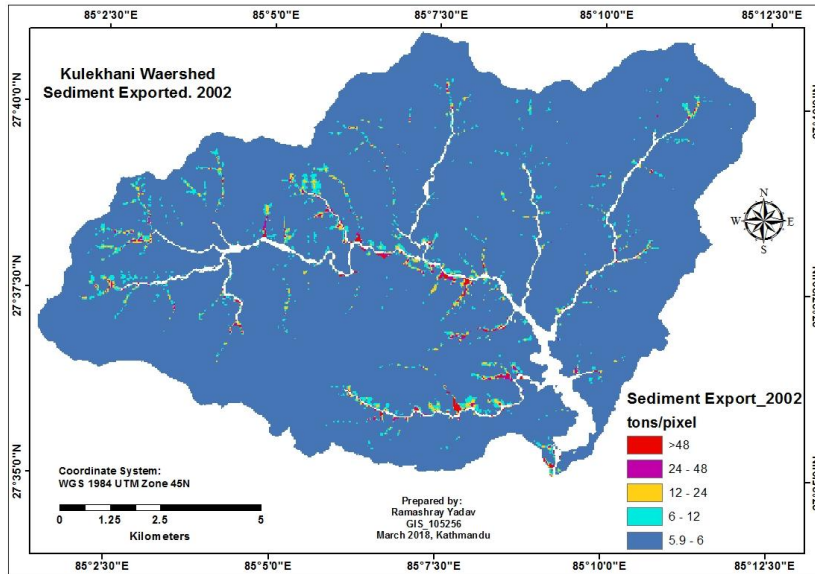 85°2'30"E 85°5'0"E 85°7'30"E 85°10'0"E 85°12'30"E
Kulekhani Waershed
Sediment Exported. 2002
27°40'0"N
27°37'30"N
27°35'0"N
N
W E
S
Sediment Export_2002
tons/pixel
>48
24 - 48
12 - 24
6 - 12
5.9 - 6
Coordinate System:
WGS 1984 UTM Zone 45N
0 1.25 2.5 5
Kilometers
Prepared by:
Ramashray Yadav
GIS_105256
March 2018, Kathmandu
85°2'30"E 85°5'0"E 85°7'30"E 85°10'0"E 85°12'30"E